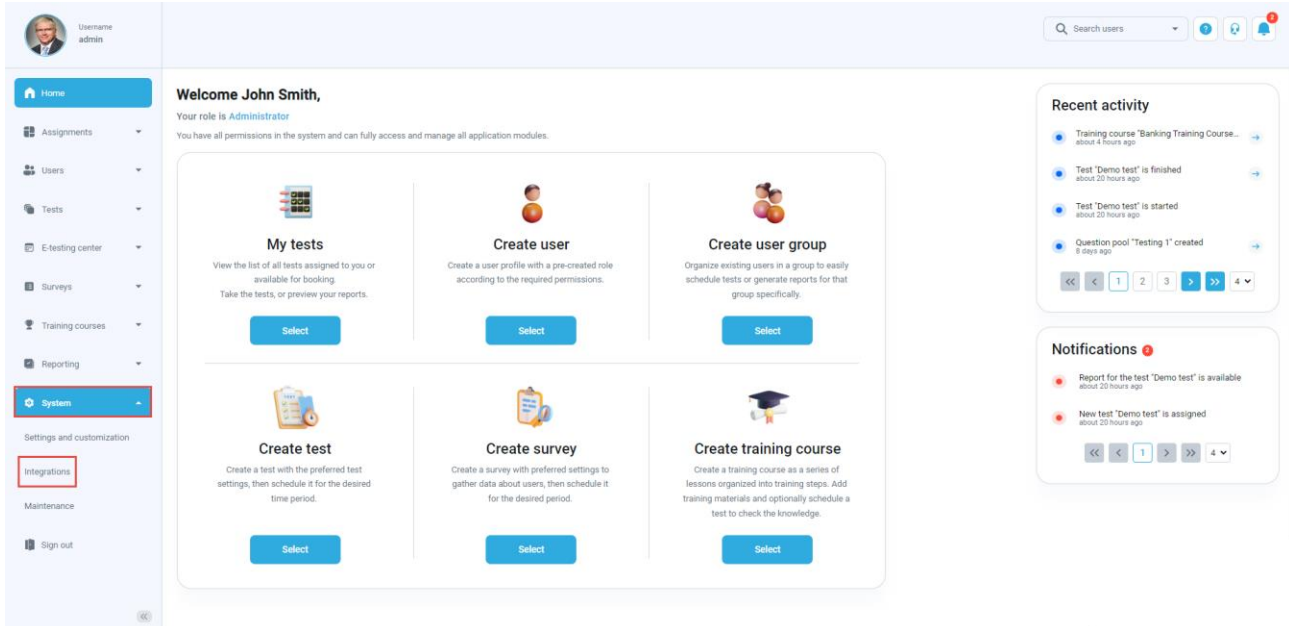 Username
admin
Search users
2
Home
Assignments
Users
Tests
E-testing center
Surveys
Training courses
Reporting
System
Settings and customization
Integrations
Maintenance
Sign out
Welcome John Smith,
Your role is Administrator
You have all permissions in the system and can fully access and manage all application modules.
My tests
View the list of all tests assigned to you or
available for booking.
Take the tests, or preview your reports.
Select
Create user
Create a user profile with a pre-created role
according to the required permissions.
Select
Create user group
Organize existing users in a group to easily
schedule tests or generate reports for that
group specifically.
Select
TEST
Create test
Create a test with the preferred test
settings, then schedule it for the desired
time period.
Select
Create survey
Create a survey with preferred settings to
gather data about users, then schedule it
for the desired period.
Select
Create training course
Create a training course as a series of
lessons organized into training steps. Add
training materials and optionally schedule a
test to check the knowledge.
Select
Recent activity
Training course "Banking Training Course...
about 4 hours ago
Test "Demo test" is finished
about 20 hours ago
Test "Demo test" is started
about 20 hours ago
Question pool "Testing 1" created
8 days ago
<< < 1 2 3 > >> 4
Notifications 2
Report for the test "Demo test" is available
about 20 hours ago
New test "Demo test" is assigned
about 20 hours ago
<< < 1 > >> 4